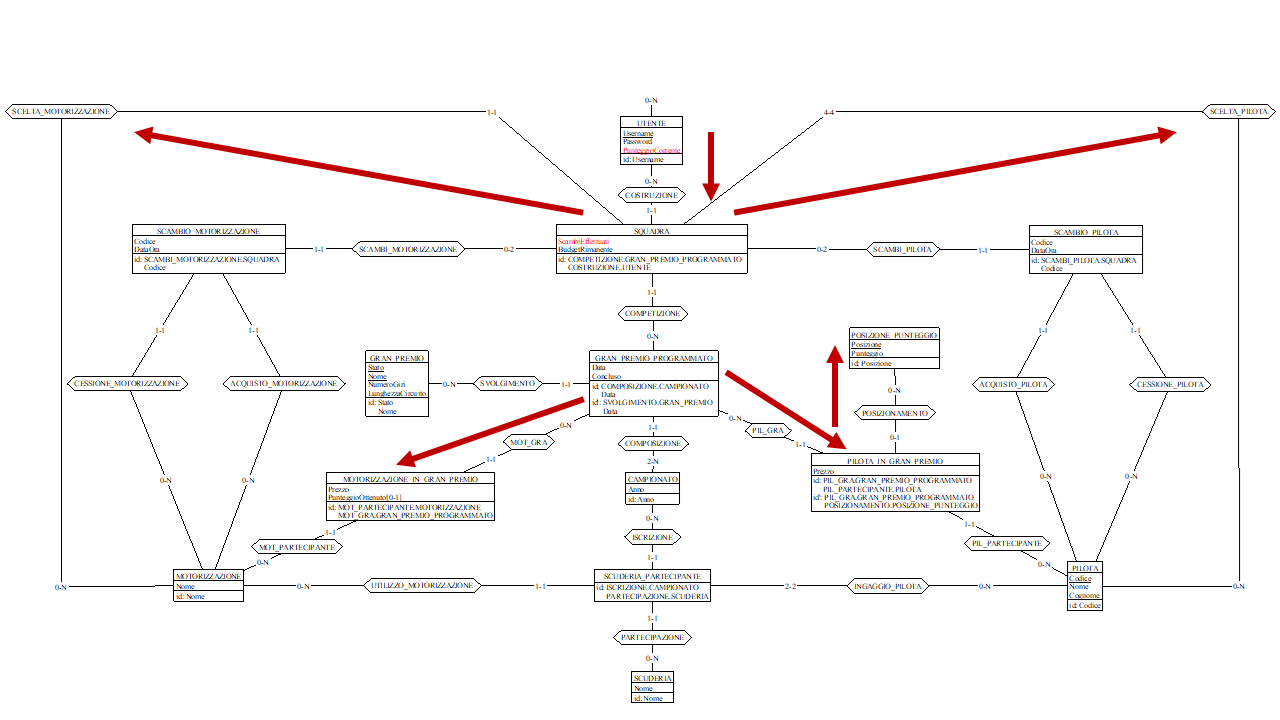 0-N
SCELTA_MOTORIZZAZIONE
1-1
4-4
SCELTA_PILOTA
UTENTE
Username
Password
PunteggioCorrente
id: Username
0-N
COSTRUZIONE
1-1
SCAMBIO_MOTORIZZAZIONE
Codice
DataOra
id: SCAMBI_MOTORIZZAZIONE.SQUADRA
Codice
1-1
SCAMBI_MOTORIZZAZIONE
0-2
SQUADRA
ScambiEffettuati
BudgetRimanente
id: COMPETIZIONE.GRAN_PREMIO_PROGRAMMATO
COSTRUZIONE.UTENTE
0-2
SCAMBI_PILOTA
1-1
SCAMBIO_PILOTA
Codice
DataOra
id: SCAMBI_PILOTA.SQUADRA
Codice
1-1
COMPETIZIONE
0-N
1-1
1-1
1-1
1-1
CESSIONE_MOTORIZZAZIONE
ACQUISTO_MOTORIZZAZIONE
GRAN_PREMIO
Stato
Nome
NumeroGiri
LunghezzaCircuito
id: Stato
Nome
0-N
SVOLGIMENTO
1-1
GRAN_PREMIO_PROGRAMMATO
Data
Concluso
id: COMPOSIZIONE.CAMPIONATO
Data
id': SVOLGIMENTO.GRAN_PREMIO
Data
POSIZIONE_PUNTEGGIO
Posizione
Punteggio
id: Posizione
0-N
POSIZIONAMENTO
0-1
ACQUISTO_PILOTA
CESSIONE_PILOTA
0-N
MOT_GRA
1-1
1-1
COMPOSIZIONE
2-N
0-N
PIL_GRA
1-1
MOTORIZZAZIONE_IN_GRAN_PREMIO
Prezzo
PunteggioOttenuto[0-1]
id: MOT_PARTECIPANTE.MOTORIZZAZIONE
MOT_GRA.GRAN_PREMIO_PROGRAMMATO
CAMPIONATO
Anno
id: Anno
PILOTA_IN_GRAN_PREMIO
Prezzo
id: PIL_GRA.GRAN_PREMIO_PROGRAMMATO
PIL_PARTECIPANTE.PILOTA
id': PIL_GRA.GRAN_PREMIO_PROGRAMMATO
POSIZIONAMENTO.POSIZIONE_PUNTEGGIO
0-N
0-N
0-N
0-N
1-1
MOT_PARTECIPANTE
0-N
0-N
ISCRIZIONE
1-1
1-1
PIL_PARTECIPANTE
0-N
0-N
MOTORIZZAZIONE
Nome
id: Nome
0-N
UTILIZZO_MOTORIZZAZIONE
1-1
SCUDERIA_PARTECIPANTE
id: ISCRIZIONE.CAMPIONATO
PARTECIPAZIONE.SCUDERIA
2-2
INGAGGIO_PILOTA
0-N
PILOTA
Codice
Nome
Cognome
id: Codice
0-N
1-1
PARTECIPAZIONE
0-N
SCUDERIA
Nome
id: Nome